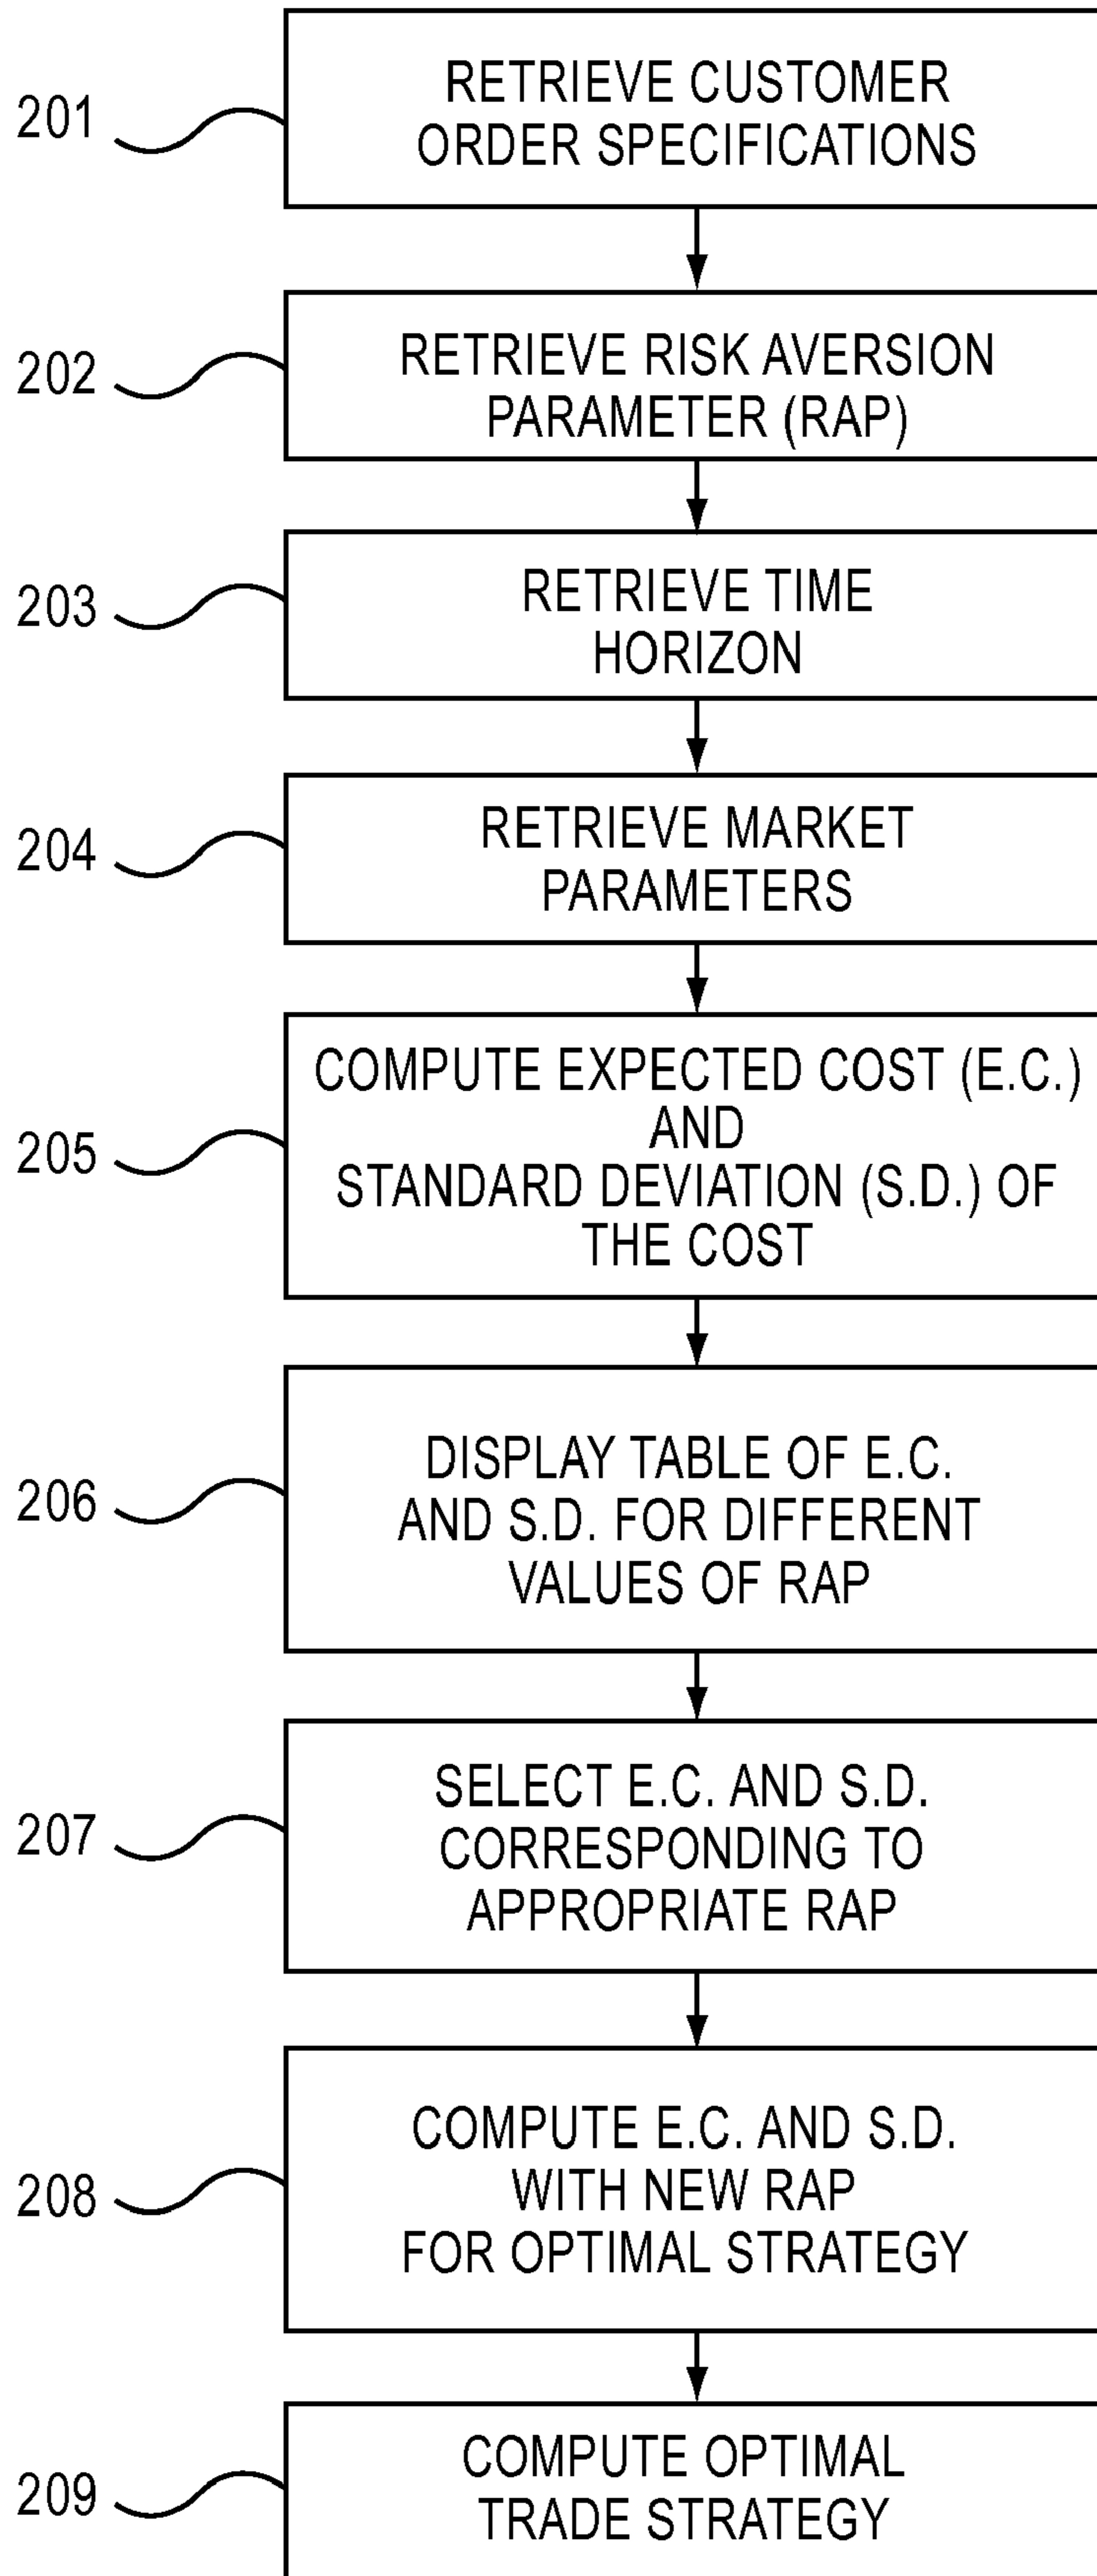 201
RETRIEVE CUSTOMER
ORDER SPECIFICATIONS
202
RETRIEVE RISK AVERSION
PARAMETER (RAP)
203
RETRIEVE TIME
HORIZON
204
RETRIEVE MARKET
PARAMETERS
205
COMPUTE EXPECTED COST (E.C.)
AND
STANDARD DEVIATION (S.D.) OF
THE COST
206
DISPLAY TABLE OF E.C.
AND S.D. FOR DIFFERENT
VALUES OF RAP
207
SELECT E.C. AND S.D.
CORRESPONDING TO
APPROPRIATE RAP
208
COMPUTE E.C. AND S.D.
WITH NEW RAP
FOR OPTIMAL STRATEGY
209
COMPUTE OPTIMAL
TRADE STRATEGY